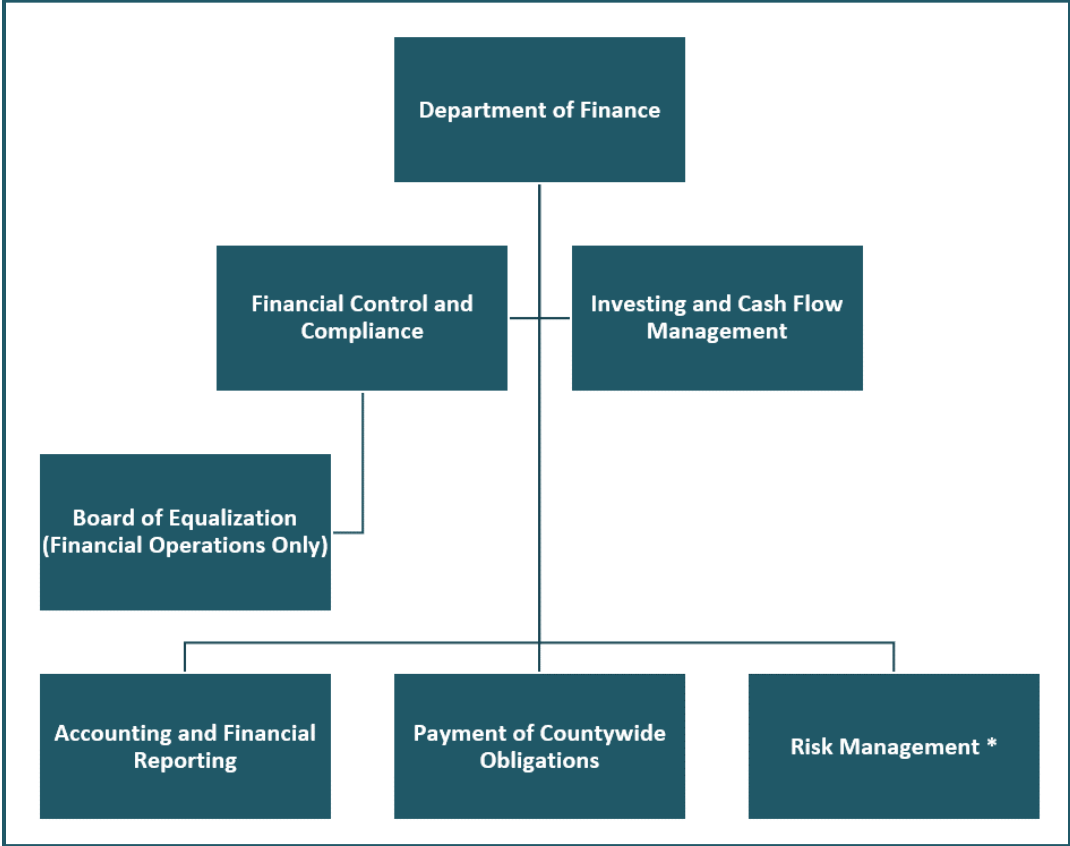 Department of Finance
Financial Control and
Compliance
Investing and Cash Flow
Management
Board of Equalization
(Financial Operations Only)
Accounting and Financial
Reporting
Payment of Countywide
Obligations
Risk Management *